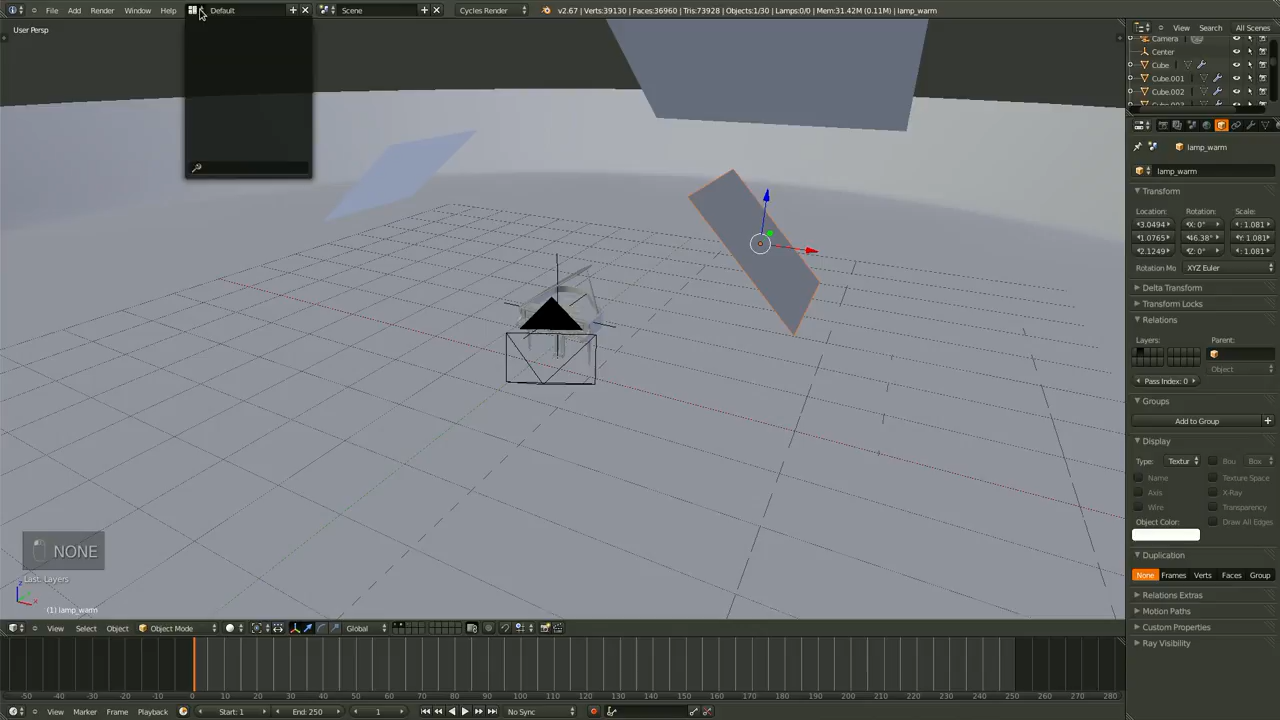 File Add Render Window Help Default Scene Cycles Render v2.67 | Verts:39130 | Faces:36960 | Tris:73928 | Objects:1/30 | Lamps:0/0 | Mem:31.42M (0.11M) | lamp_warm
User Persp
View Search All Scenes
Camera
Center
Cube
Cube.001
Cube.002
Cube.003
lamp_warm
lamp_warm
Transform
Location: Rotation: Scale:
3.0494 X: 0° : 1.081
1.0765 46.38° Y: 1.081
2.1249 Z: 0° : 1.081
Rotation Mo XYZ Euler
Delta Transform
Transform Locks
Relations
Layers: Parent:
Object
Pass Index: 0
Groups
Add to Group
Display
Type: Textur Bou Box
Name Texture Space
Axis X-Ray
Wire Transparency
Object Color: Draw All Edges
Duplication
None Frames Verts Faces Group
Relations Extras
Motion Paths
Custom Properties
Ray Visibility
NONE
Last: Layers
(1) lamp_warm
View Select Object Object Mode Global
-50 -40 -30 -20 -10 0 10 20 30 40 50 60 70 80 90 100 110 120 130 140 150 160 170 180 190 200 210 220 230 240 250 260 270 280
View Marker Frame Playback Start: 1 End: 250 1 No Sync